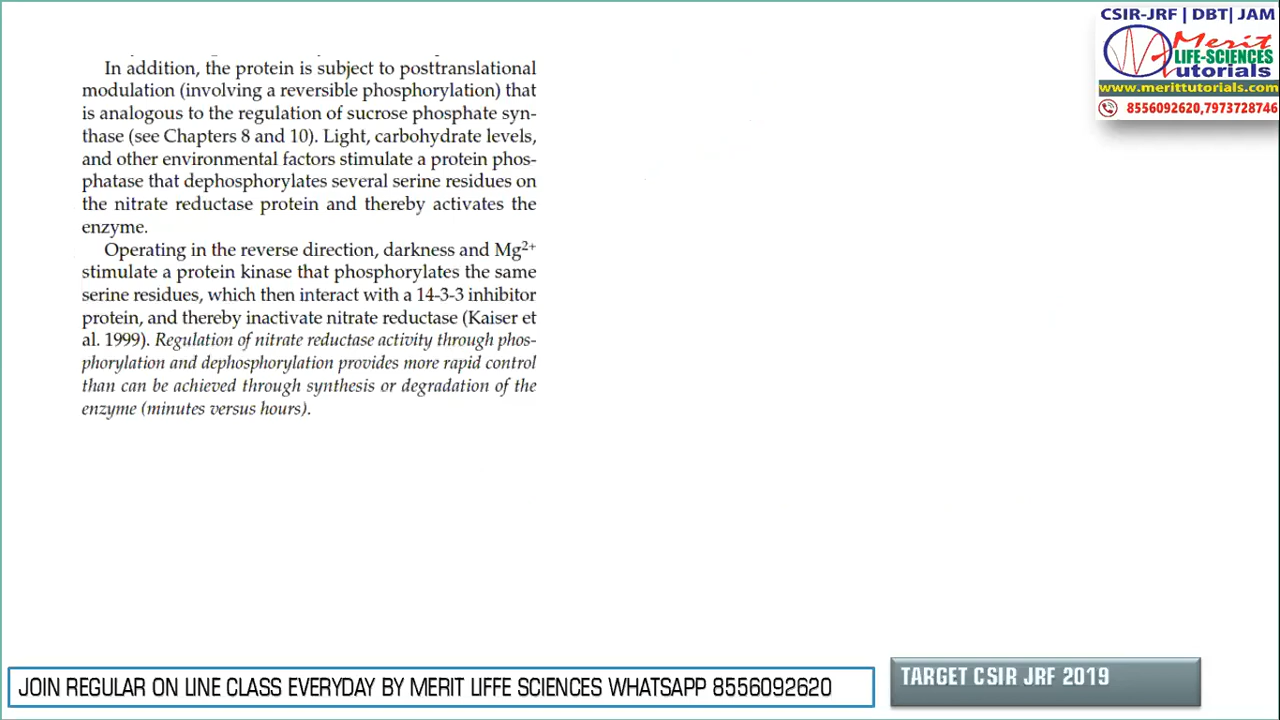 CSIR-JRF | DBT| JAM
Merit
LIFE-SCIENCES
utorials
www.merittutorials.com
8556092620,7973728746
In addition, the protein is subject to posttranslational
modulation (involving a reversible phosphorylation) that
is analogous to the regulation of sucrose phosphate syn-
thase (see Chapters 8 and 10). Light, carbohydrate levels,
and other environmental factors stimulate a protein phos-
phatase that dephosphorylates several serine residues on
the nitrate reductase protein and thereby activates the
enzyme.
Operating in the reverse direction, darkness and Mg²⁺
stimulate a protein kinase that phosphorylates the same
serine residues, which then interact with a 14-3-3 inhibitor
protein, and thereby inactivate nitrate reductase (Kaiser et
al. 1999). Regulation of nitrate reductase activity through phos-
phorylation and dephosphorylation provides more rapid control
than can be achieved through synthesis or degradation of the
enzyme (minutes versus hours).
JOIN REGULAR ON LINE CLASS EVERYDAY BY MERIT LIFFE SCIENCES WHATSAPP 8556092620
TARGET CSIR JRF 2019